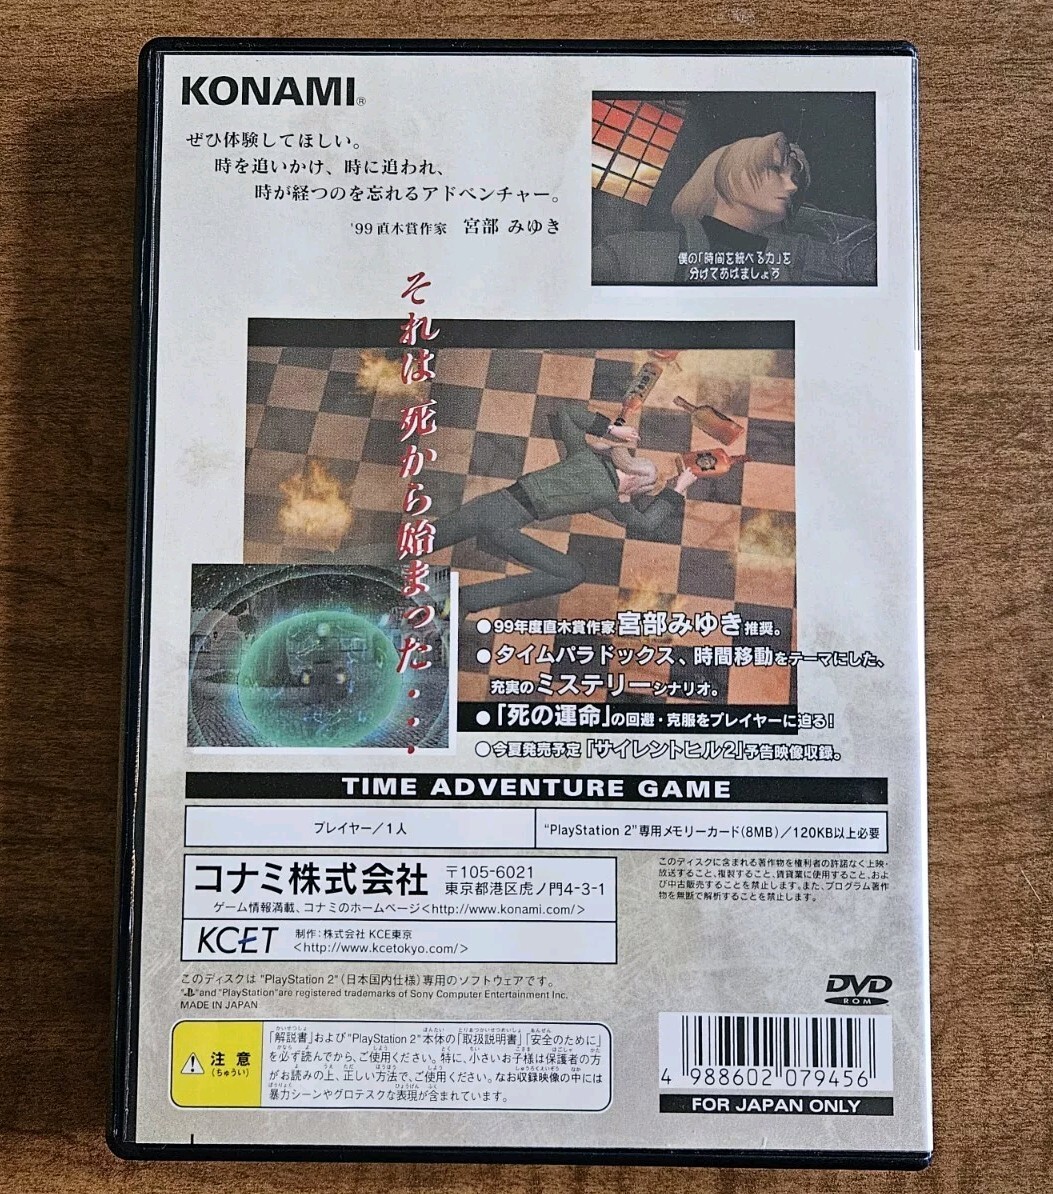 KONAMI®
ぜひ体験してほしい。
時を追いかけ、時に追われ、
時が経つのを忘れるアドベンチャー。
'99 直木賞作家 宮部 みゆき
僕の「時間を統べる力」を
分けてあげましょう
それは死から始まった・・・・
●99年度直木賞作家宮部みゆき推奨。
●タイムパラドックス、時間移動をテーマにした、
充実のミステリーシナリオ。
●「死の運命」の回避・克服をプレイヤーに迫る！
●今夏発売予定「サイレントヒル2」予告映像収録。
TIME ADVENTURE GAME
プレイヤー／1人
"PlayStation 2"専用メモリーカード(8MB)／120KB以上必要
コナミ株式会社
〒105-6021
東京都港区虎ノ門4-3-1
ゲーム情報満載、コナミのホームページ<http://www.konami.com/>
KCET
制作：株式会社 KCE東京
<http://www.kcetokyo.com/>
このディスクに含まれる著作物を権利者の許諾なく上映・
放送すること、複製すること、賃貸業に使用すること、およ
び中古販売することを禁止します。また、プログラム著作
物を無断で解析することを禁止します。
このディスクは "PlayStation 2"（日本国内仕様）専用のソフトウェアです。
"and "PlayStation"are registered trademarks of Sony Computer Entertainment Inc.
MADE IN JAPAN
DVD
ROM
注意
(ちゅうい)
「解説書」および"PlayStation 2"本体の「取扱説明書」「安全のために」
を必ず読んでから、ご使用ください。特に、小さいお子様は保護者の方
がお読みの上、正しい方法で、ご使用ください。なお収録映像の中には
暴力シーンやグロテスクな表現が含まれています。
4 988602 079456
FOR JAPAN ONLY